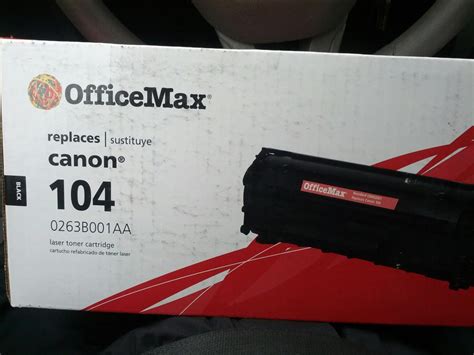 OfficeMax®
replaces | sustituye
canon®
104
0263B001AA
laser toner cartridge
cartucho refabricado de tóner láser
BLACK
OfficeMax®